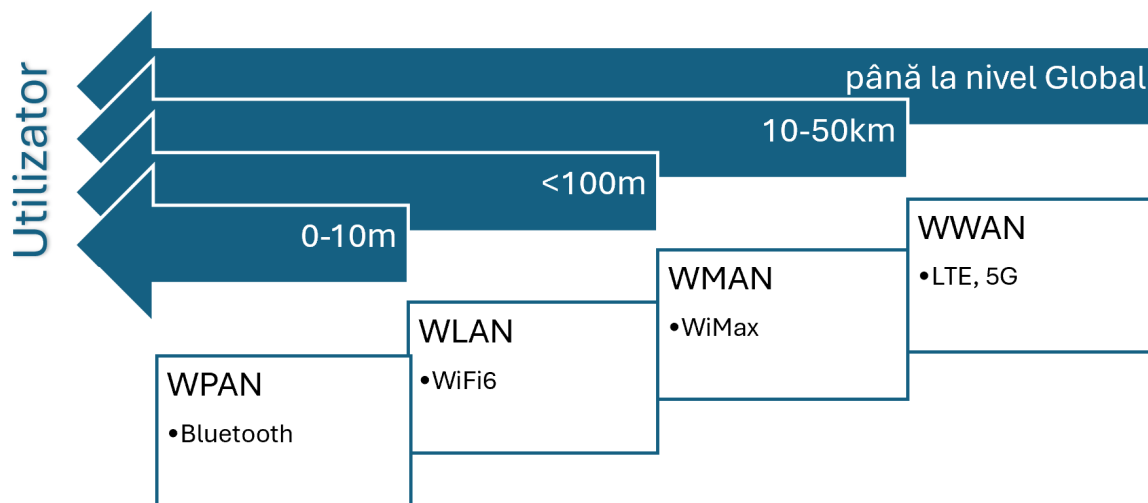 Utilizator
până la nivel Global
10-50km
<100m
0-10m
WWAN
•LTE, 5G
WMAN
•WiMax
WLAN
•WiFi6
WPAN
•Bluetooth